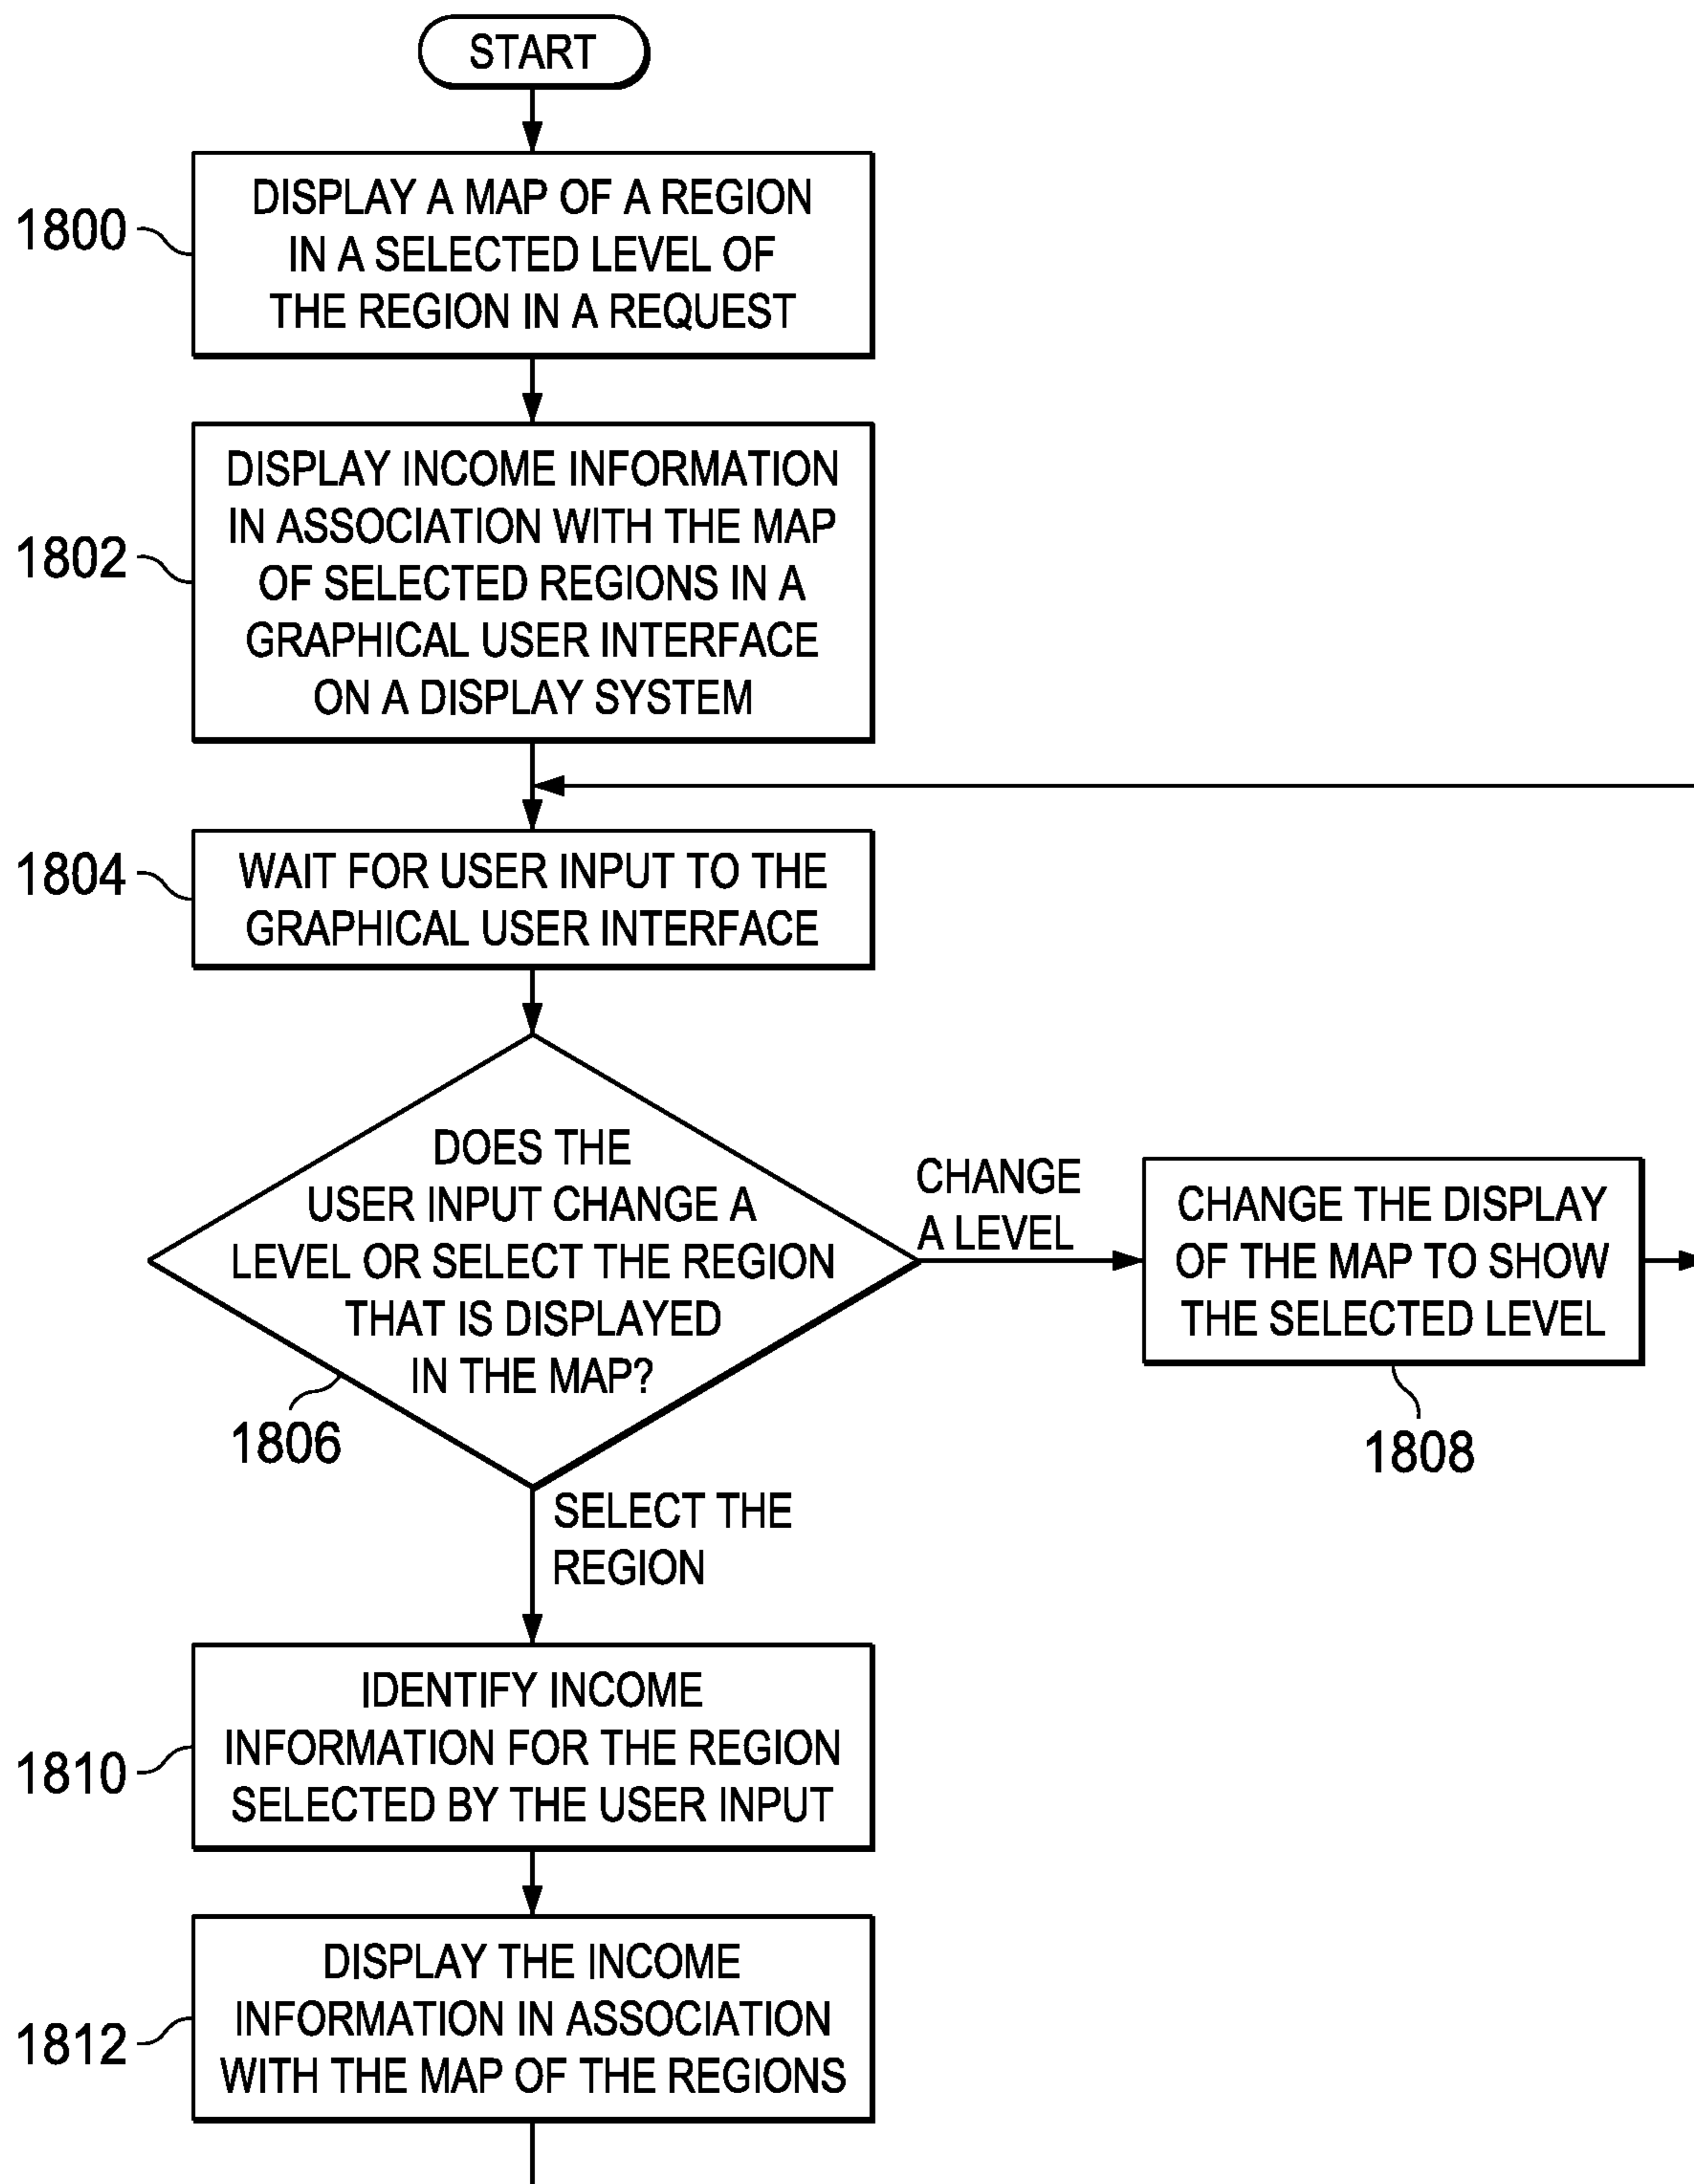 START
1800
DISPLAY A MAP OF A REGION
IN A SELECTED LEVEL OF
THE REGION IN A REQUEST
1802
DISPLAY INCOME INFORMATION
IN ASSOCIATION WITH THE MAP
OF SELECTED REGIONS IN A
GRAPHICAL USER INTERFACE
ON A DISPLAY SYSTEM
1804
WAIT FOR USER INPUT TO THE
GRAPHICAL USER INTERFACE
DOES THE
USER INPUT CHANGE A
LEVEL OR SELECT THE REGION
THAT IS DISPLAYED
IN THE MAP?
1806
CHANGE
A LEVEL
CHANGE THE DISPLAY
OF THE MAP TO SHOW
THE SELECTED LEVEL
1808
SELECT THE
REGION
1810
IDENTIFY INCOME
INFORMATION FOR THE REGION
SELECTED BY THE USER INPUT
1812
DISPLAY THE INCOME
INFORMATION IN ASSOCIATION
WITH THE MAP OF THE REGIONS